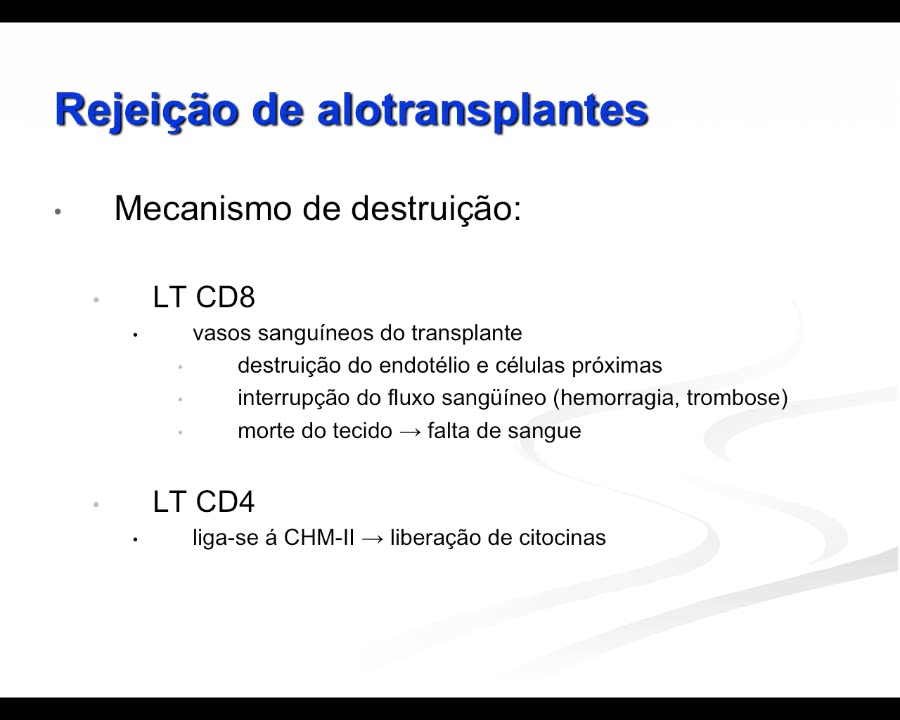 Rejeição de alotransplantes
• Mecanismo de destruição:
• LT CD8
• vasos sanguíneos do transplante
• destruição do endotélio e células próximas
• interrupção do fluxo sangüíneo (hemorragia, trombose)
• morte do tecido → falta de sangue
• LT CD4
• liga-se á CHM-II → liberação de citocinas